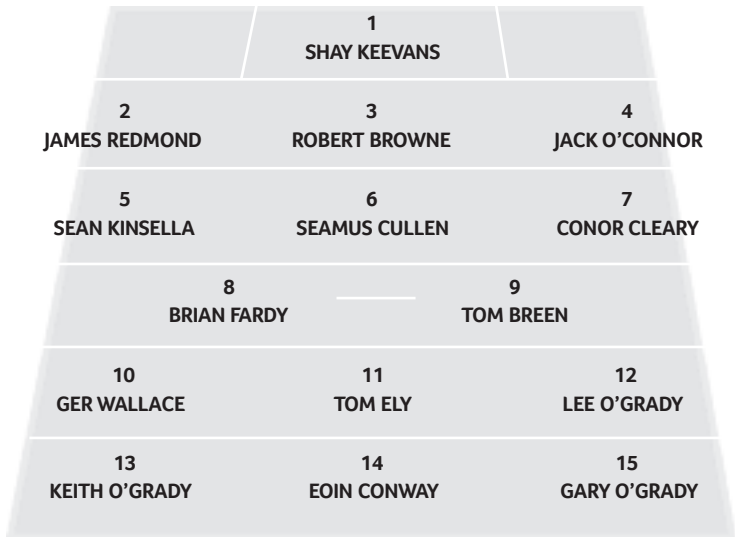 1
SHAY KEEVANS
2 3 4
JAMES REDMOND ROBERT BROWNE JACK O’CONNOR
5 6 7
SEAN KINSELLA SEAMUS CULLEN CONOR CLEARY
8 9
BRIAN FARDY TOM BREEN
10 11 12
GER WALLACE TOM ELY LEE O’GRADY
13 14 15
KEITH O’GRADY EOIN CONWAY GARY O’GRADY